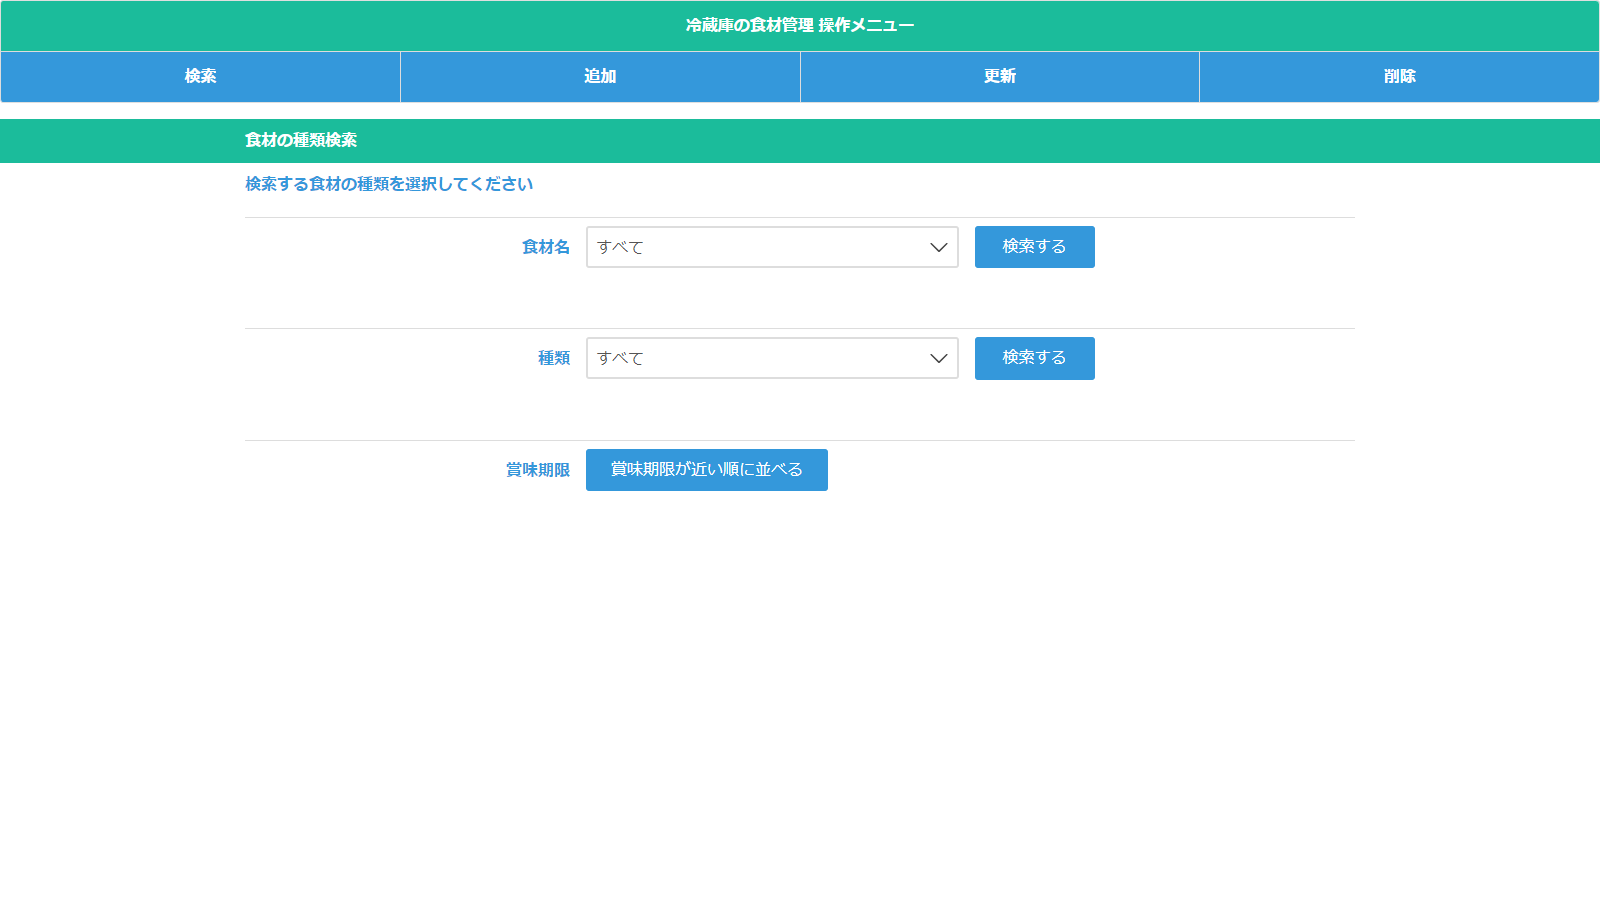 冷蔵庫の食材管理 操作メニュー
検索 追加 更新 削除
食材の種類検索
検索する食材の種類を選択してください
食材名 すべて 検索する
種類 すべて 検索する
賞味期限 賞味期限が近い順に並べる